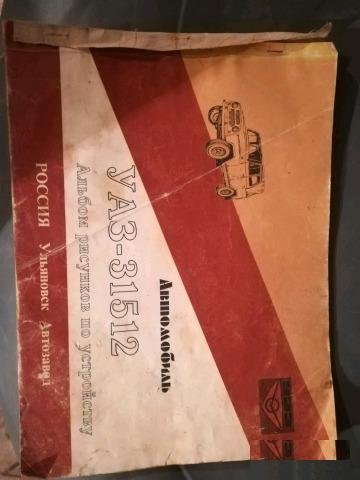 Автомобиль
УАЗ-31512
Альбом рисунков по устройству
РОССИЯ Ульяновск Автозавод